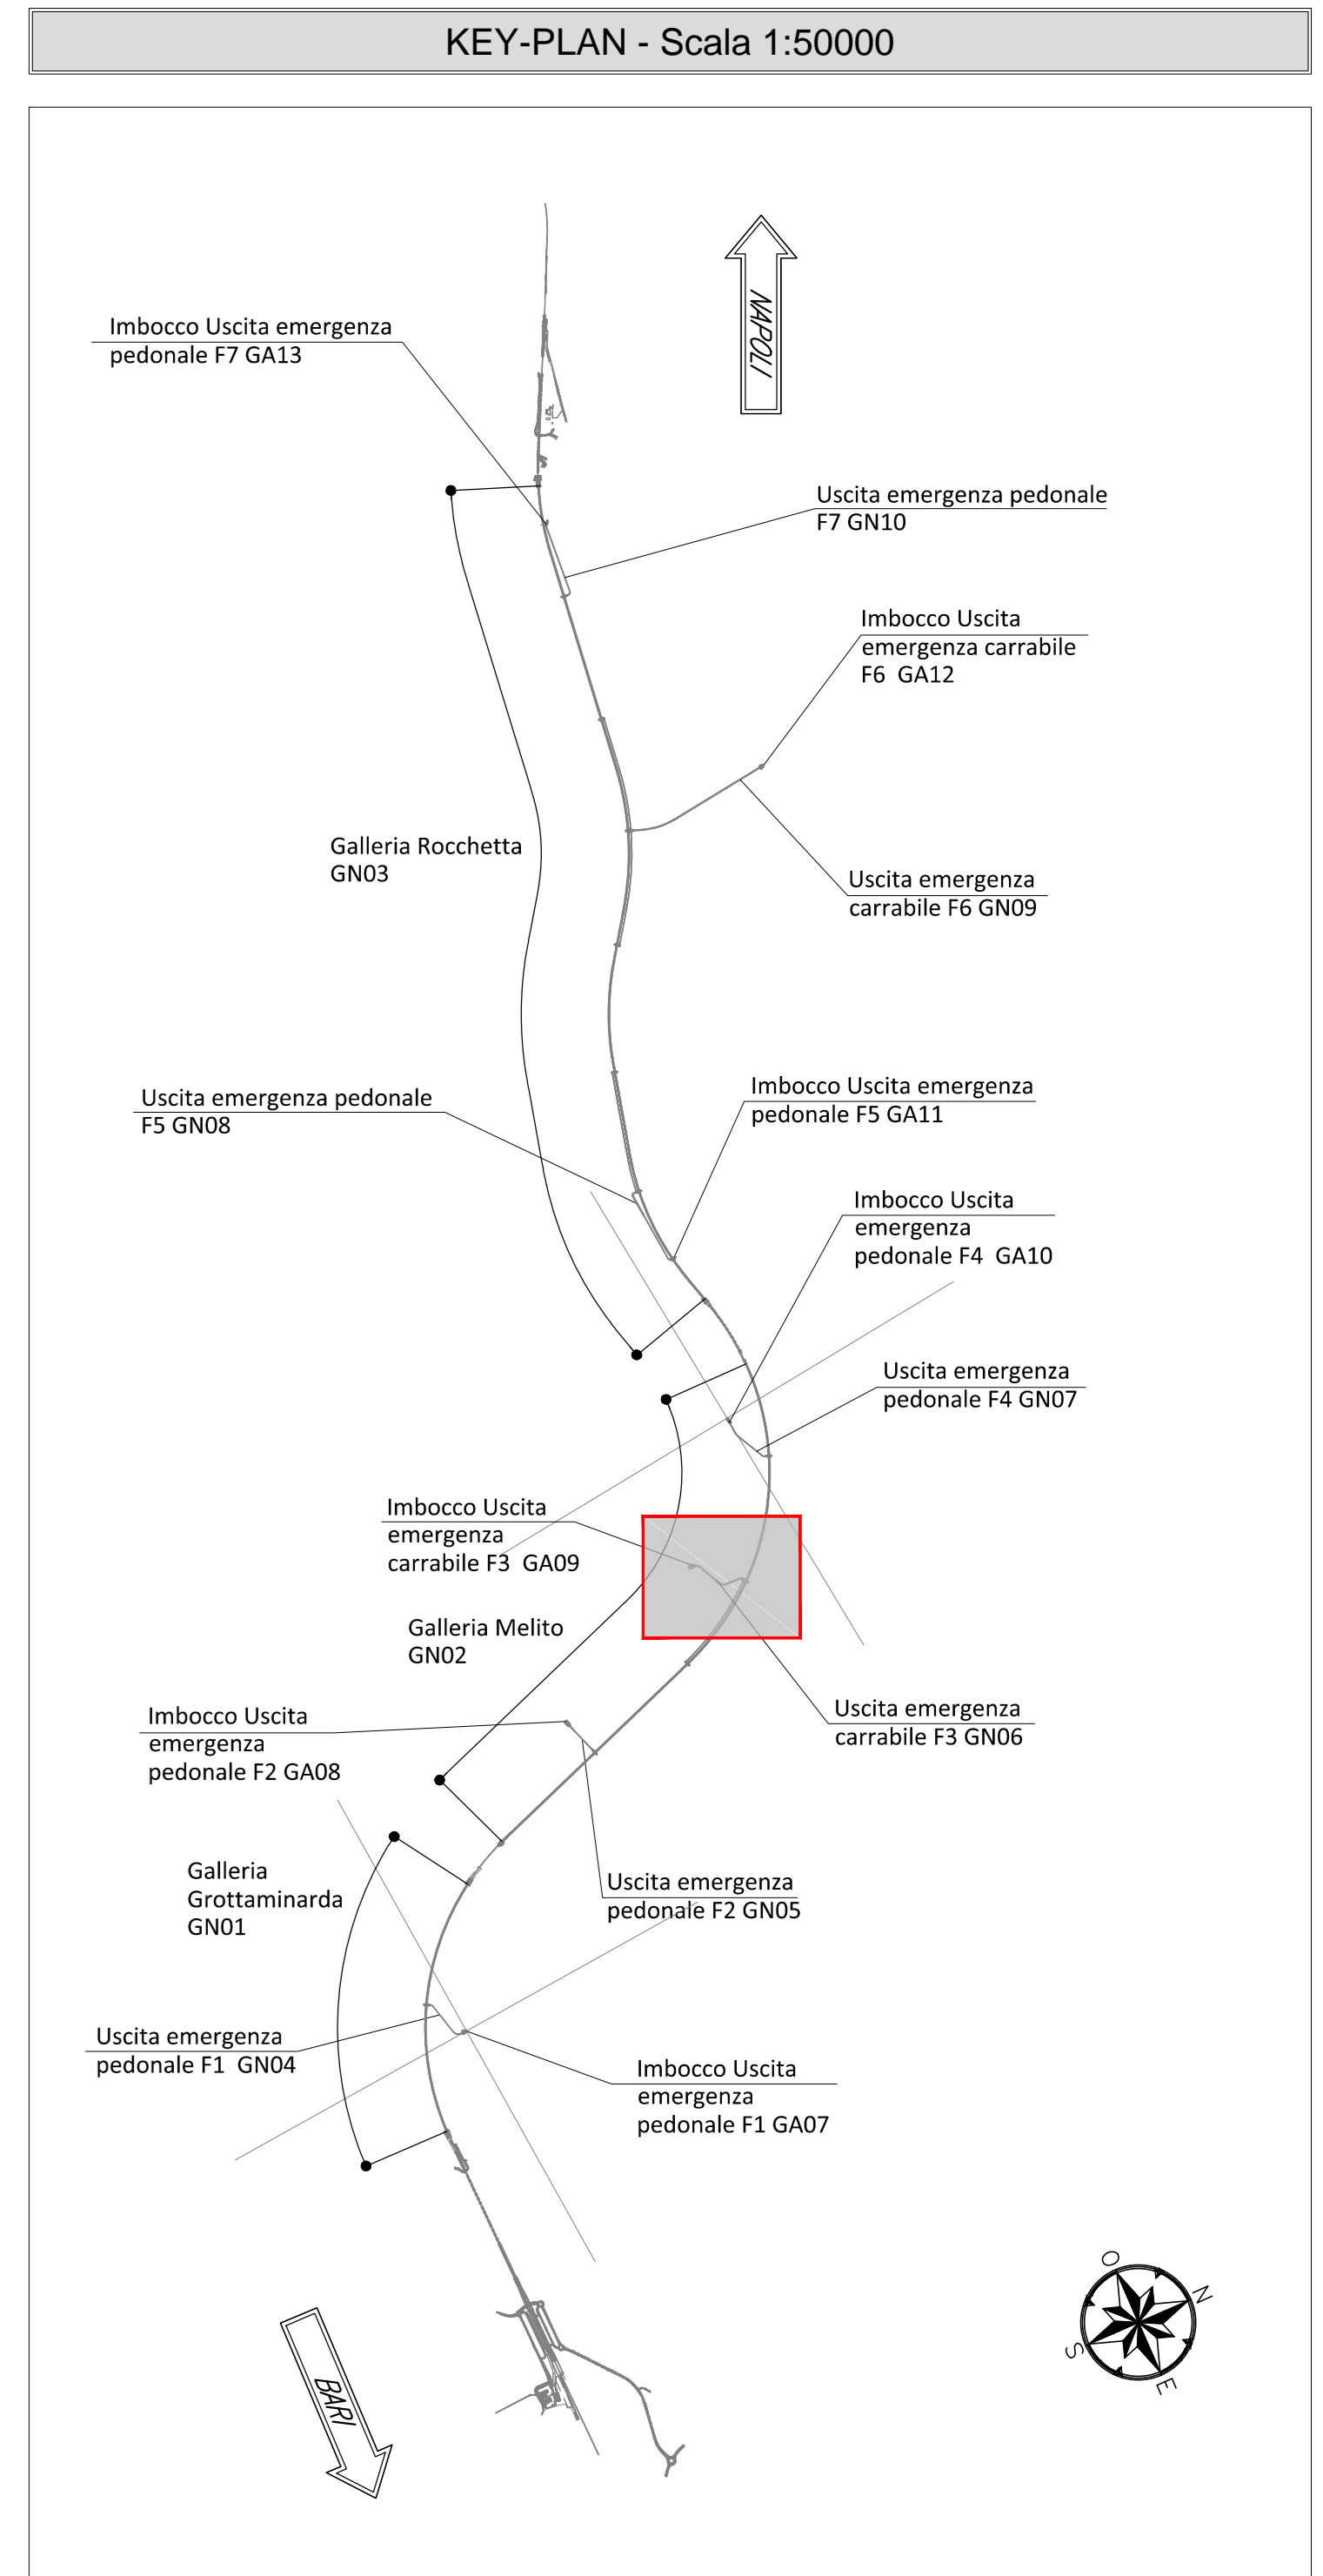 KEY-PLAN - Scala 1:50000
NAPOLI
Imbocco Uscita emergenza
pedonale F7 GA13
Uscita emergenza pedonale
F7 GN10
Imbocco Uscita
emergenza carrabile
F6 GA12
Galleria Rocchetta
GN03
Uscita emergenza
carrabile F6 GN09
Uscita emergenza pedonale
F5 GN08
Imbocco Uscita emergenza
pedonale F5 GA11
Imbocco Uscita
emergenza
pedonale F4 GA10
Uscita emergenza
pedonale F4 GN07
Imbocco Uscita
emergenza
carrabile F3 GA09
Galleria Melito
GN02
Imbocco Uscita
emergenza
pedonale F2 GA08
Uscita emergenza
carrabile F3 GN06
Galleria
Grottaminarda
GN01
Uscita emergenza
pedonale F2 GN05
Uscita emergenza
pedonale F1 GN04
Imbocco Uscita
emergenza
pedonale F1 GA07
O
N
S
E
BARI